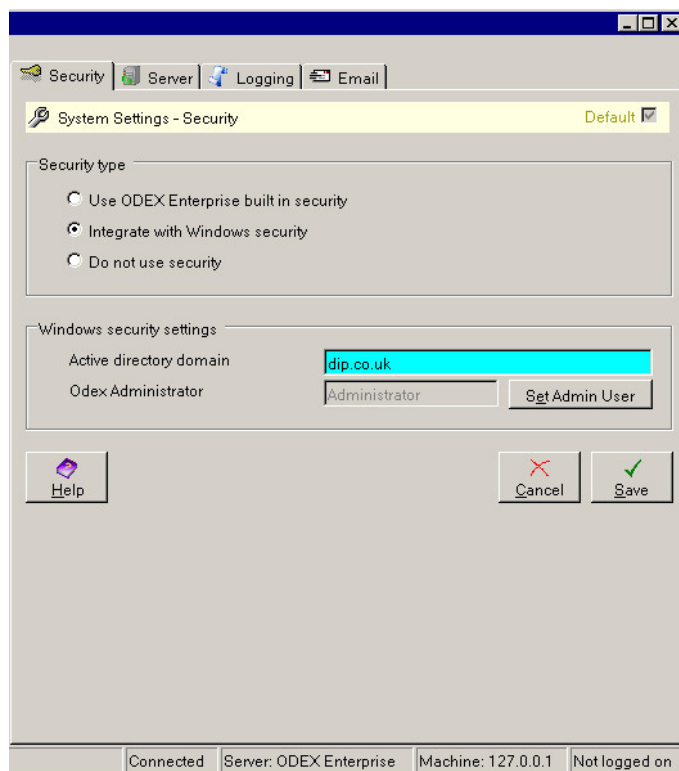 Security Server Logging Email
System Settings - Security Default
Security type
Use ODEX Enterprise built in security
Integrate with Windows security
Do not use security
Windows security settings
Active directory domain dip.co.uk
Odex Administrator Administrator Set Admin User
Help Cancel Save
Connected Server: ODEX Enterprise Machine: 127.0.0.1 Not logged on